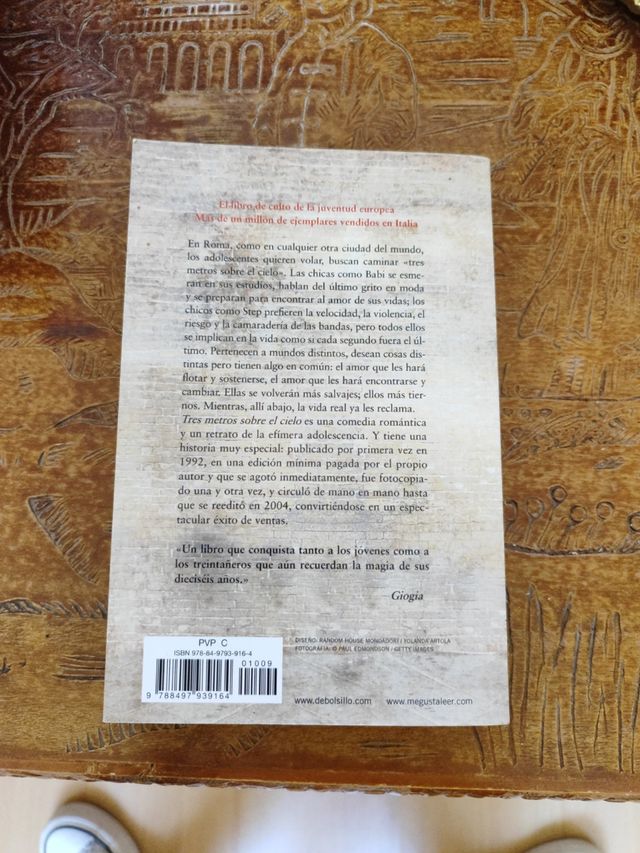 El libro de culto de la juventud europea
Más de un millón de ejemplares vendidos en Italia
En Roma, como en cualquier otra ciudad del mundo,
los adolescentes quieren volar, buscan caminar «tres
metros sobre el cielo». Las chicas como Babi se esme-
ran en sus estudios, hablan del último grito en moda
y se preparan para encontrar al amor de sus vidas; los
chicos como Step prefieren la velocidad, la violencia, el
riesgo y la camaradería de las bandas, pero todos ellos
se implican en la vida como si cada segundo fuera el úl-
timo. Pertenecen a mundos distintos, desean cosas dis-
tintas pero tienen algo en común: el amor que les hará
flotar y sostenerse, el amor que les hará encontrarse y
cambiar. Ellas se volverán más salvajes; ellos más tier-
nos. Mientras, allí abajo, la vida real ya les reclama.
Tres metros sobre el cielo es una comedia romántica
y un retrato de la efímera adolescencia. Y tiene una
historia muy especial: publicado por primera vez en
1992, en una edición mínima pagada por el propio
autor y que se agotó inmediatamente, fue fotocopia-
do una y otra vez, y circuló de mano en mano hasta
que se reeditó en 2004, convirtiéndose en un espec-
tacular éxito de ventas.
«Un libro que conquista tanto a los jóvenes como a
los treintañeros que aún recuerdan la magia de sus
dieciséis años.»
Giogia
PVP C
ISBN 978-84-9793-916-4
01009
9 788497 939164
DISEÑO: RANDOM HOUSE MONDADORI / YOLANDA ARTOLA
FOTOGRAFÍA: © PAUL EDMONDSON / GETTY IMAGES
www.debolsillo.com www.megustaleer.com